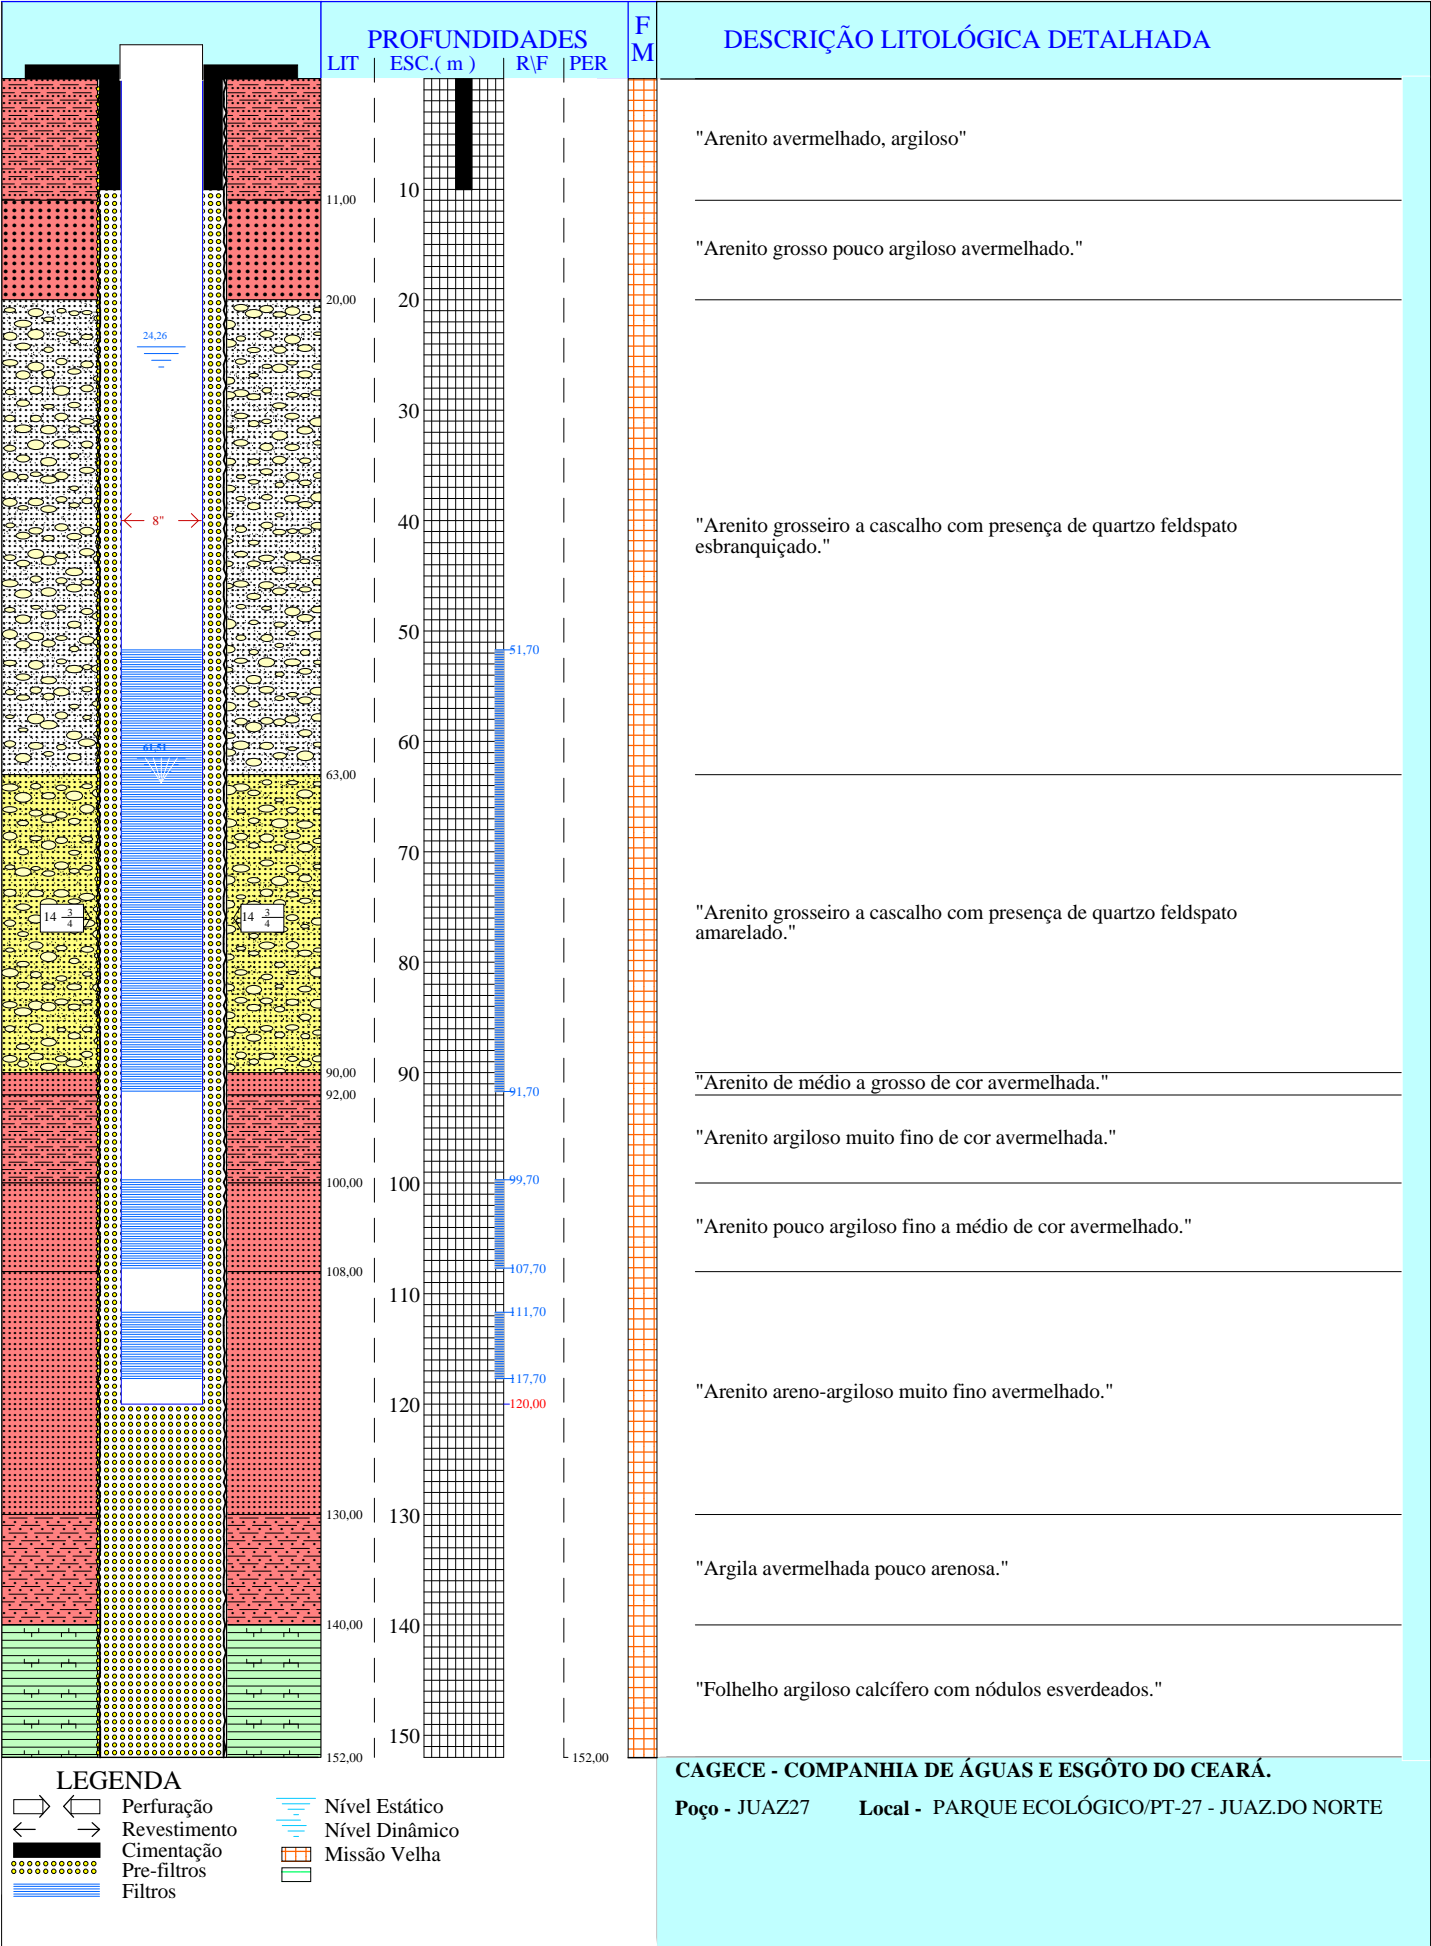 PROFUNDIDADES
LIT ESC.( m ) R\F PER
F
M
DESCRIÇÃO LITOLÓGICA DETALHADA
"Arenito avermelhado, argiloso"
10
11,00
"Arenito grosso pouco argiloso avermelhado."
20,00 20
24,26
30
8" 40
"Arenito grosseiro a cascalho com presença de quartzo feldspato
esbranquiçado."
50
51,70
60
61,51
63,00
70
14 3/4 14 3/4
"Arenito grosseiro a cascalho com presença de quartzo feldspato
amarelado."
80
90,00 90
"Arenito de médio a grosso de cor avermelhada."
92,00 91,70
"Arenito argiloso muito fino de cor avermelhada."
100,00 100 99,70
"Arenito pouco argiloso fino a médio de cor avermelhado."
108,00 107,70
110
111,70
117,70
"Arenito areno-argiloso muito fino avermelhado."
120 120,00
130,00 130
"Argila avermelhada pouco arenosa."
140,00 140
"Folhelho argiloso calcífero com nódulos esverdeados."
150
152,00 152,00
LEGENDA
Perfuração
Revestimento
Cimentação
Pre-filtros
Filtros
Nível Estático
Nível Dinâmico
Missão Velha
CAGECE - COMPANHIA DE ÁGUAS E ESGÔTO DO CEARÁ.
Poço - JUAZ27 Local - PARQUE ECOLÓGICO/PT-27 - JUAZ.DO NORTE